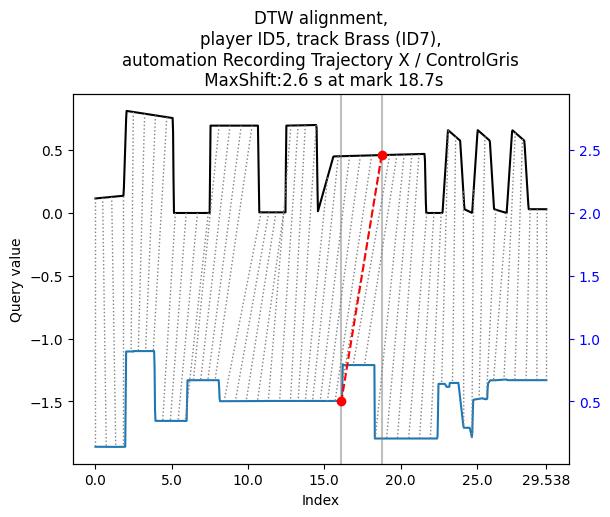 DTW alignment,
player ID5, track Brass (ID7),
automation Recording Trajectory X / ControlGris
MaxShift:2.6 s at mark 18.7s
0.5
0.0
−0.5
−1.0
−1.5
Query value
2.5
2.0
1.5
1.0
0.5
0.0
5.0
10.0
15.0
20.0
25.0
29.538
Index